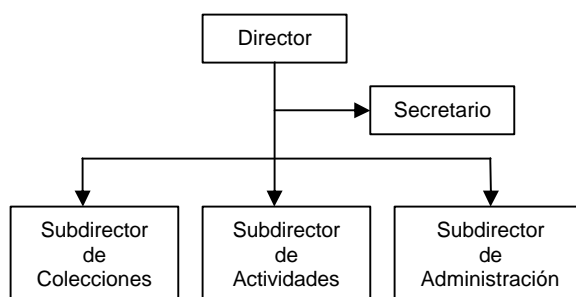 Director
Secretario
Subdirector
de
Colecciones
Subdirector
de
Actividades
Subdirector
de
Administración